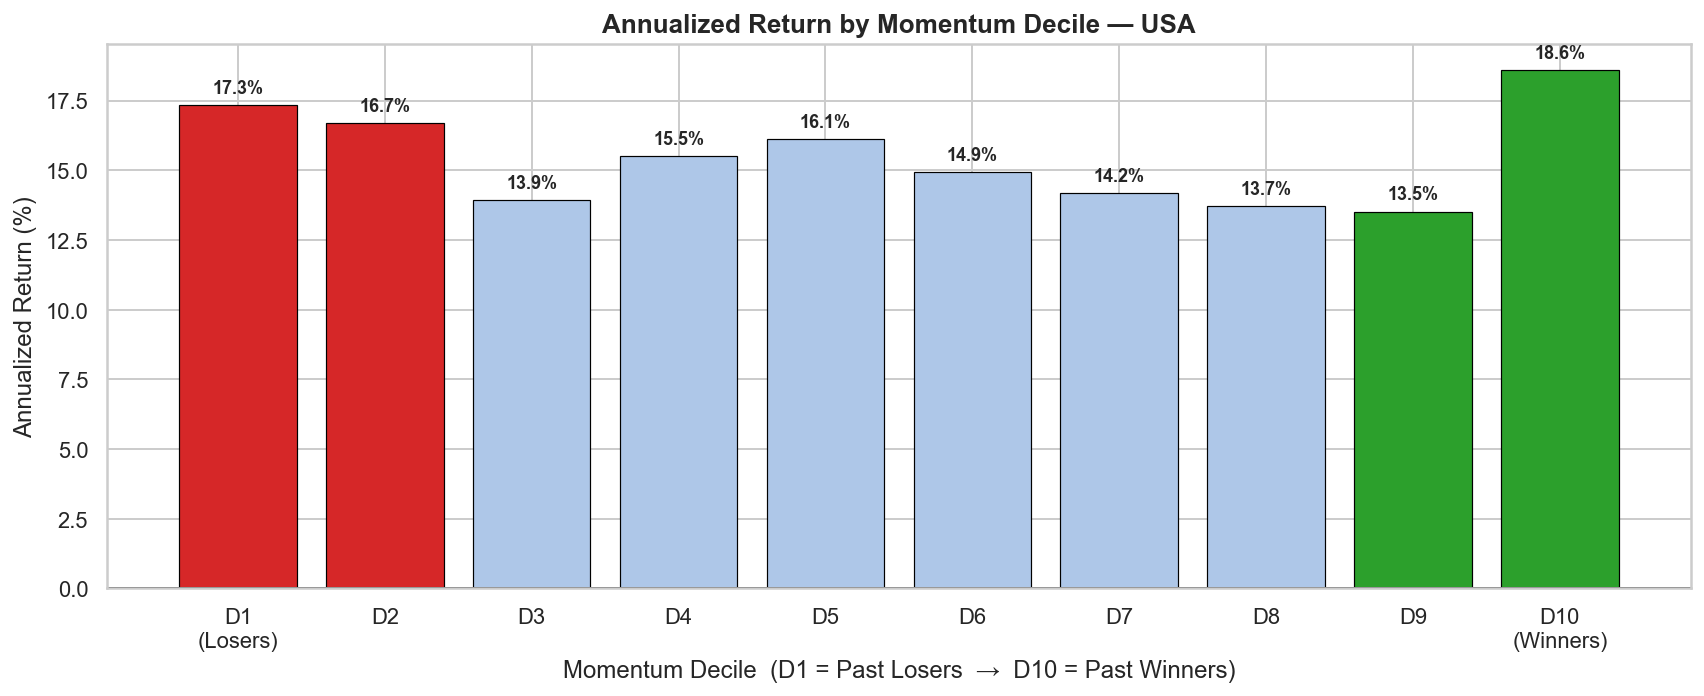 Annualized Return by Momentum Decile — USA
Annualized Return (%)
17.5
15.0
12.5
10.0
7.5
5.0
2.5
0.0
17.3%
16.7%
13.9%
15.5%
16.1%
14.9%
14.2%
13.7%
13.5%
18.6%
D1
(Losers)
D2
D3
D4
D5
D6
D7
D8
D9
D10
(Winners)
Momentum Decile (D1 = Past Losers → D10 = Past Winners)